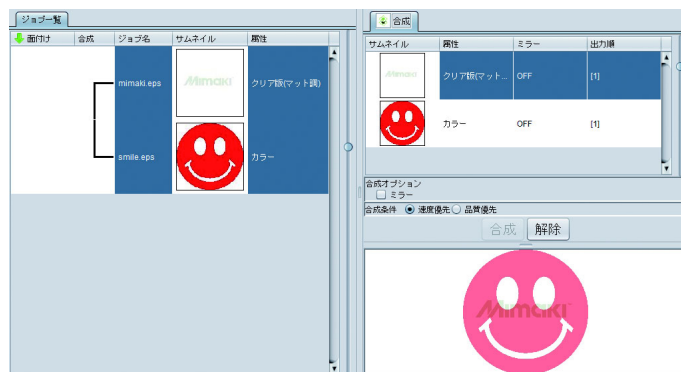 ジョブ一覧
面付け 合成 ジョブ名 サムネイル 属性
mimaki.eps Mimaki クリア版(マット調)
smile.eps カラー
合成
サムネイル 属性 ミラー 出力順
Mimaki クリア版(マット... OFF [1]
カラー OFF [1]
合成オプション
ミラー
合成条件 速度優先 品質優先
合成 解除
Mimaki